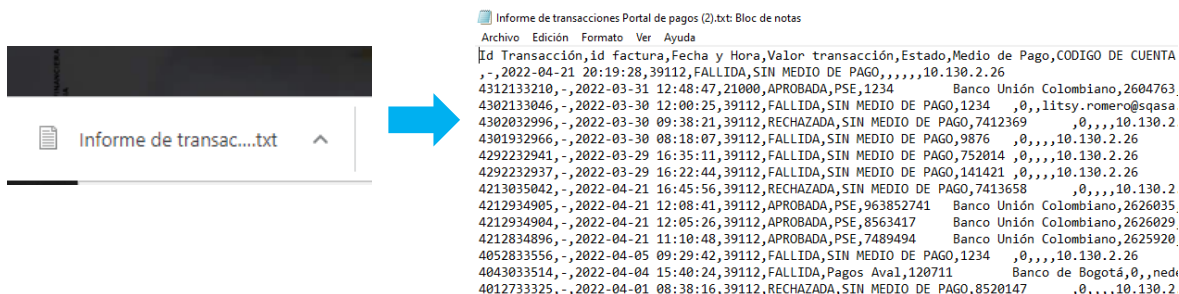 Informe de transac....txt
Informe de transacciones Portal de pagos (2).txt: Bloc de notas
Archivo Edición Formato Ver Ayuda
Id Transacción,id factura,Fecha y Hora,Valor transacción,Estado,Medio de Pago,CODIGO DE CUENTA
,-,2022-04-21 20:19:28,39112,FALLIDA,SIN MEDIO DE PAGO,,,,,,10.130.2.26
4312133210,-,2022-03-31 12:48:47,21000,APROBADA,PSE,1234 Banco Unión Colombiano,2604763,
4302133046,-,2022-03-30 12:00:25,39112,FALLIDA,SIN MEDIO DE PAGO,1234 ,0,,litsy.romero@sqasa.
4302032996,-,2022-03-30 09:38:21,39112,RECHAZADA,SIN MEDIO DE PAGO,7412369 ,0,,,,10.130.2.
4301932966,-,2022-03-30 08:18:07,39112,FALLIDA,SIN MEDIO DE PAGO,9876 ,0,,,,10.130.2.26
4292232941,-,2022-03-29 16:35:11,39112,FALLIDA,SIN MEDIO DE PAGO,752014 ,0,,,,10.130.2.26
4292232937,-,2022-03-29 16:22:44,39112,FALLIDA,SIN MEDIO DE PAGO,141421 ,0,,,,10.130.2.26
4213035042,-,2022-04-21 16:45:56,39112,RECHAZADA,SIN MEDIO DE PAGO,7413658 ,0,,,,10.130.2.
4212934905,-,2022-04-21 12:08:41,39112,APROBADA,PSE,963852741 Banco Unión Colombiano,2626035,
4212934904,-,2022-04-21 12:05:26,39112,APROBADA,PSE,8563417 Banco Unión Colombiano,2626029,
4212834896,-,2022-04-21 11:10:48,39112,APROBADA,PSE,7489494 Banco Unión Colombiano,2625920,
4052833556,-,2022-04-05 09:29:42,39112,FALLIDA,SIN MEDIO DE PAGO,1234 ,0,,,,10.130.2.26
4043033514,-,2022-04-04 15:40:24,39112,FALLIDA,Pagos Aval,120711 Banco de Bogotá,0,,nede
4012733325,-,2022-04-01 08:38:16,39112,RECHAZADA,SIN MEDIO DE PAGO,8520147 ,0,,,,10.130.2